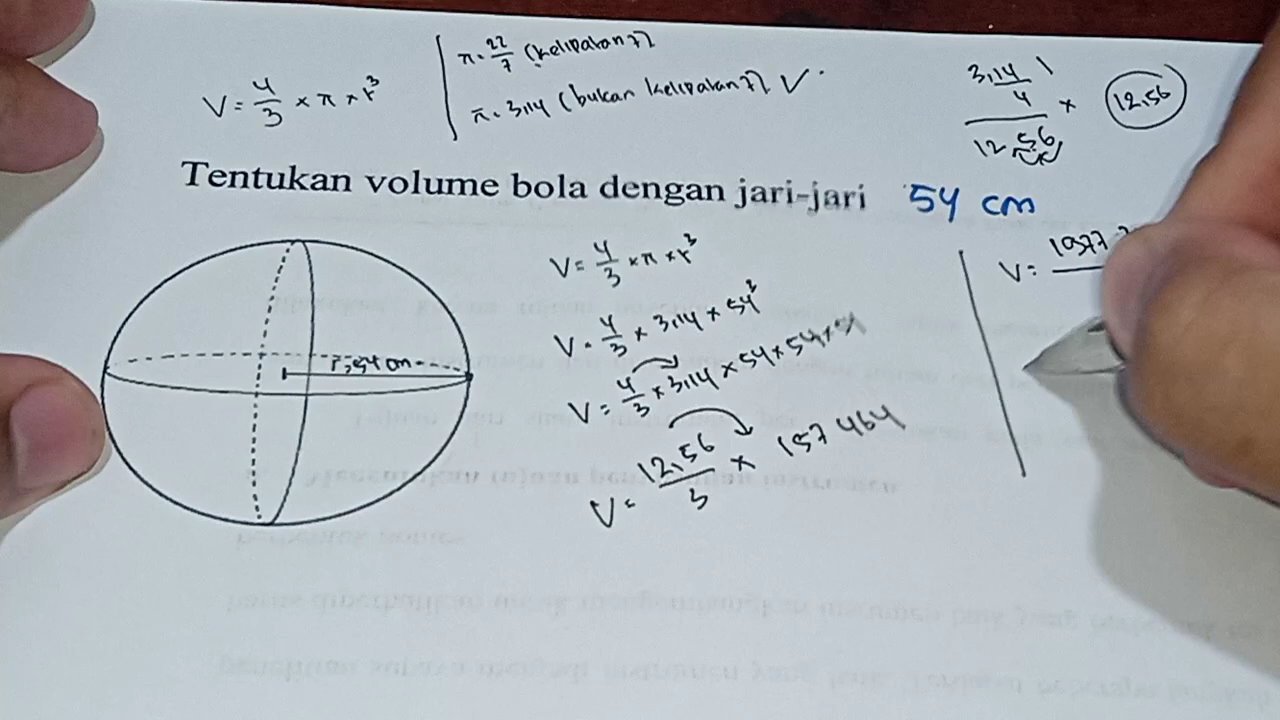 V = 4/3 × π × r³
π = 22/7 (kelipatan 7)
π = 3,14 (bukan kelipatan 7) V
3,14
4 ×
12,56
12,56
Tentukan volume bola dengan jari-jari 54 cm
r = 54 cm
V = 4/3 × π × r³
V = 4/3 × 3,14 × 54³
V = 4/3 × 3,14 × 54 × 54 × 54
V = 12,56/3 × 157 464
V = 1977